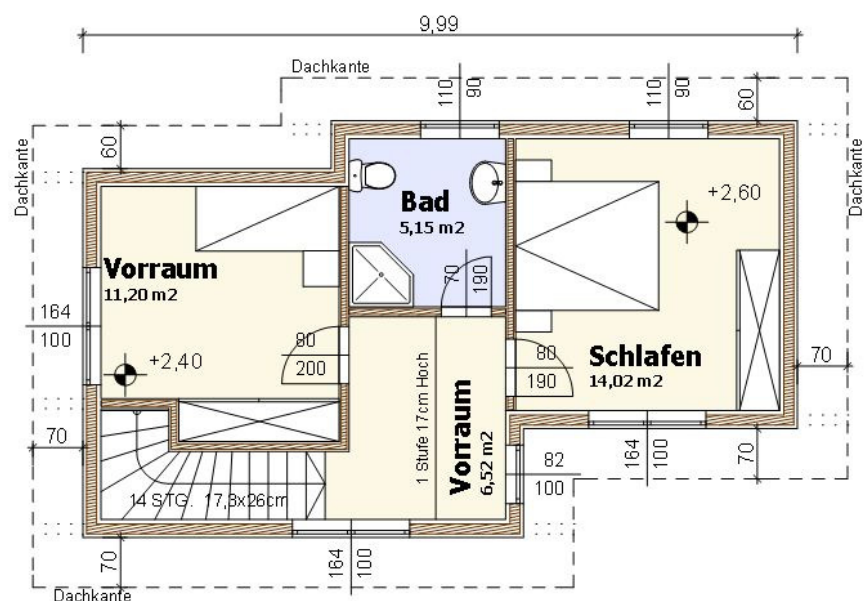 9,99
Dachkante
110
90
110
90
60
60
Dachkante
Dachkante
Bad
5,15 m2
+2,60
Vorraum
11,20 m2
70
190
164
100
+2,40
80
200
80
190
Schlafen
14,02 m2
70
1 Stufe 17cm Hoch
Vorraum
6,52 m2
70
82
100
164
100
70
14 STG. 17,3x26cm
70
164
100
Dachkante